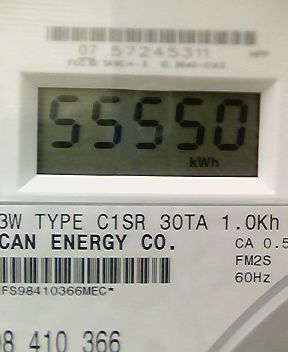 07 57245311
55550
kWh
3W TYPE C1SR 30TA 1.0Kh
CAN ENERGY CO.
CA 0.5
FM2S
60Hz
FS98410366MEC*
98 410 366